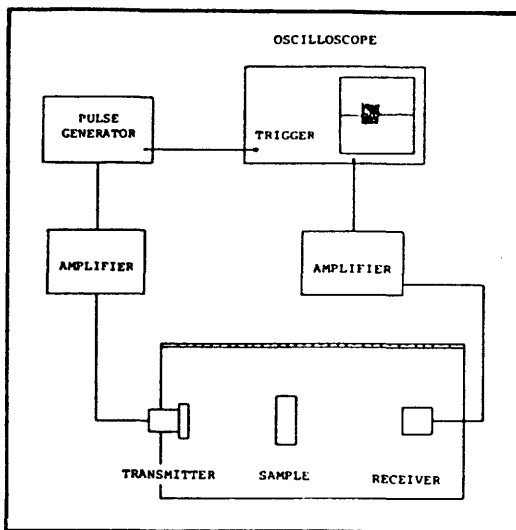 OSCILLOSCOPE
PULSE
GENERATOR
TRIGGER
AMPLIFIER
AMPLIFIER
TRANSMITTER
SAMPLE
RECEIVER